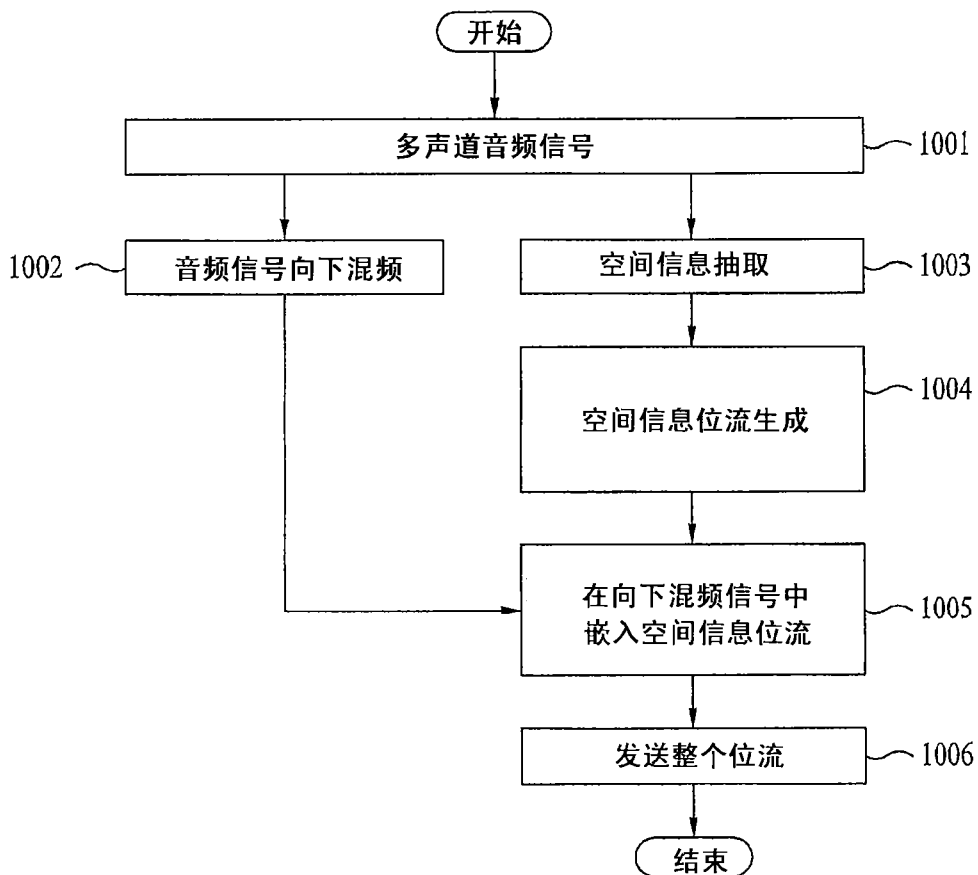 开始
多声道音频信号
1001
1002
音频信号向下混频
空间信息抽取
1003
空间信息位流生成
1004
在向下混频信号中
嵌入空间信息位流
1005
发送整个位流
1006
结束